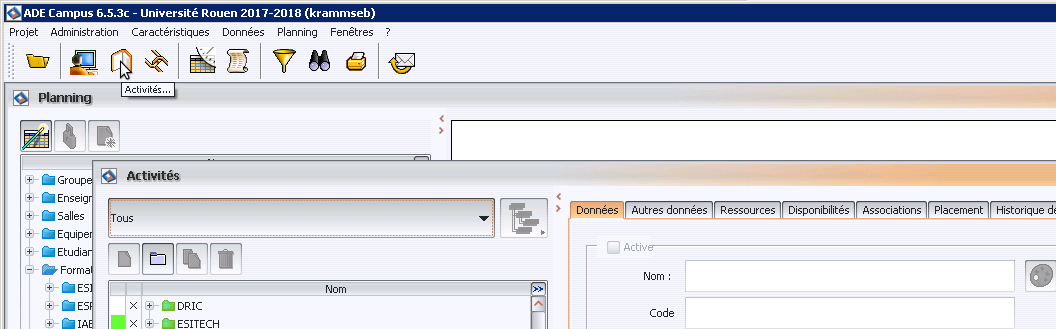 ADE Campus 6.5.3c - Université Rouen 2017-2018 (krammseb)
Projet Administration Caractéristiques Données Planning Fenêtres ?
Activités...
Planning
Groupe
Enseign
Salles
Equiper
Etudiar
Format
ESI
ESF
IAE
Activités
Tous
Nom
DRIC
ESITECH
Données Autres données Ressources Disponibilités Associations Placement Historique de
Active
Nom :
Code